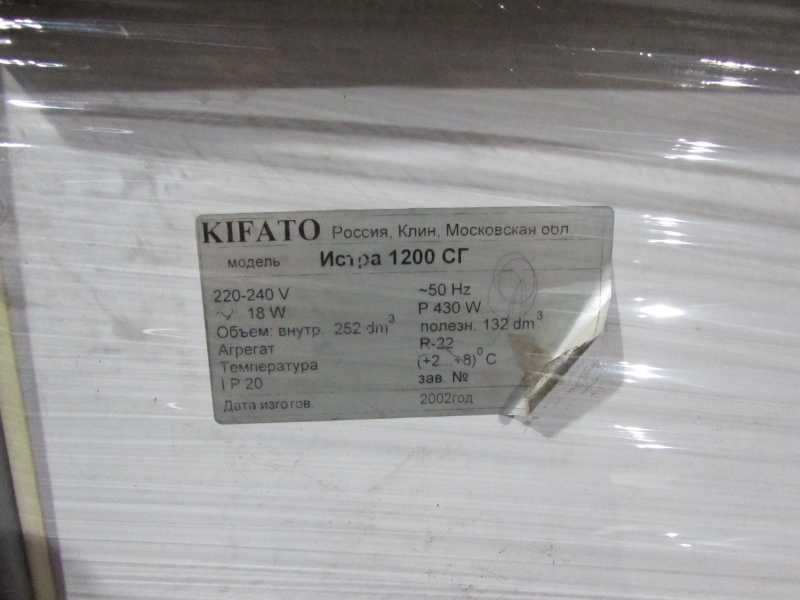 KIFATO Россия, Клин, Московская обл
модель Истра 1200 СГ
220-240 V ~50 Hz
18 W P 430 W
Объем: внутр. 252 dm³ полезн. 132 dm³
Агрегат R-22
Температура (+2...+8)⁰C
I P 20 зав. №
Дата изготов. 2002год